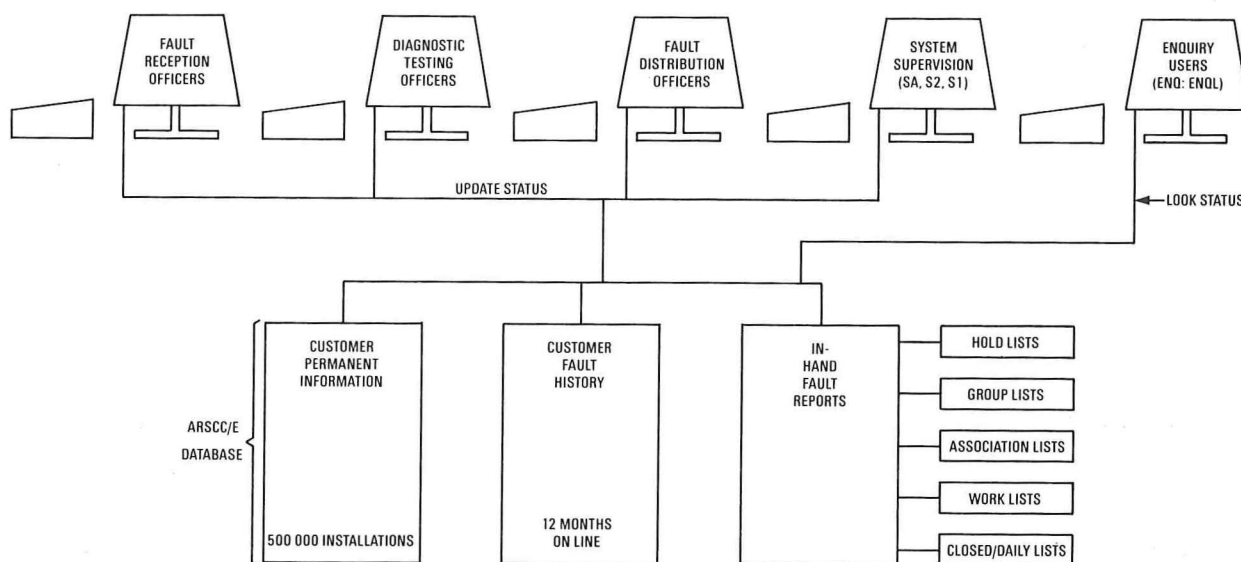 FAULT
RECEPTION
OFFICERS
DIAGNOSTIC
TESTING
OFFICERS
FAULT
DISTRIBUTION
OFFICERS
SYSTEM
SUPERVISION
(SA, S2, S1)
ENQUIRY
USERS
(ENQ: ENQL)
UPDATE STATUS
LOOK STATUS
ARSCC/E
DATABASE
CUSTOMER
PERMANENT
INFORMATION
500 000 INSTALLATIONS
CUSTOMER
FAULT
HISTORY
12 MONTHS
ON LINE
IN-
HAND
FAULT
REPORTS
HOLD LISTS
GROUP LISTS
ASSOCIATION LISTS
WORK LISTS
CLOSED/DAILY LISTS